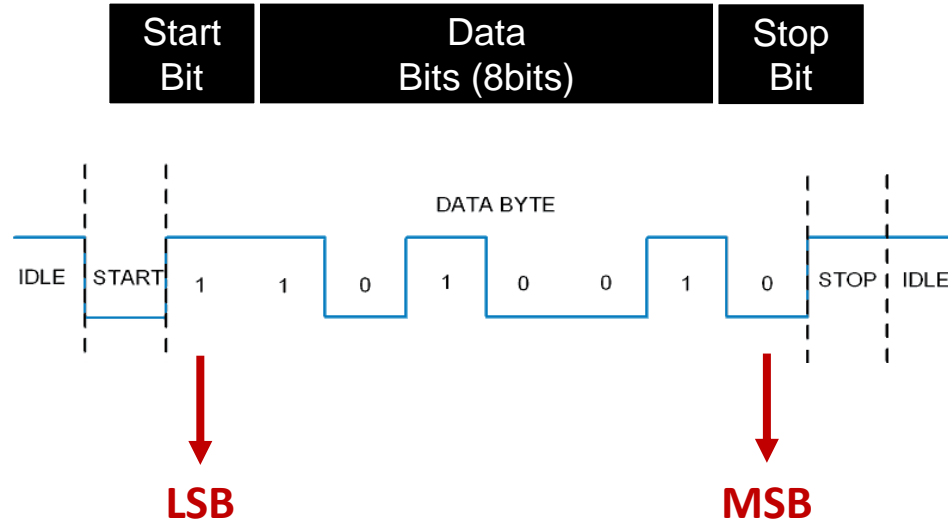 Start
Bit
Data
Bits (8bits)
Stop
Bit
DATA BYTE
IDLE START 1 1 0 1 0 0 1 0 STOP IDLE
LSB MSB